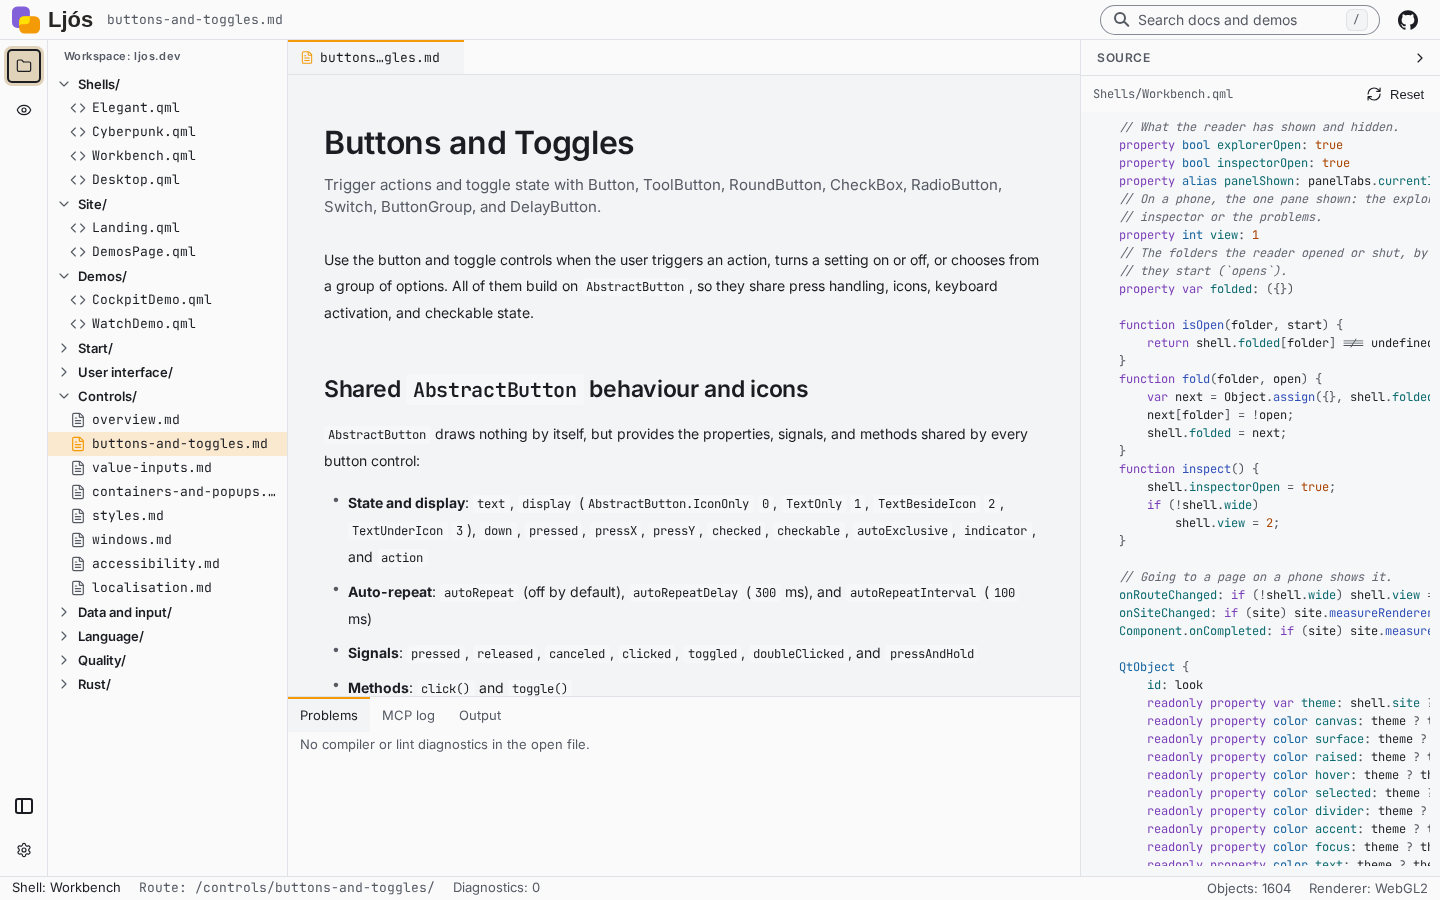 Ljós
buttons-and-toggles.md
Search docs and demos
/
Workspace: ljos.dev
Shells/
Elegant.qml
Cyberpunk.qml
Workbench.qml
Desktop.qml
Site/
Landing.qml
DemosPage.qml
Demos/
CockpitDemo.qml
WatchDemo.qml
Start/
User interface/
Controls/
overview.md
buttons-and-toggles.md
value-inputs.md
containers-and-popups.…
styles.md
windows.md
accessibility.md
localisation.md
Data and input/
Language/
Quality/
Rust/
buttons…gles.md
Buttons and Toggles
Trigger actions and toggle state with Button, ToolButton, RoundButton, CheckBox, RadioButton,
Switch, ButtonGroup, and DelayButton.
Use the button and toggle controls when the user triggers an action, turns a setting on or off, or chooses from
a group of options. All of them build on AbstractButton, so they share press handling, icons, keyboard
activation, and checkable state.
Shared AbstractButton behaviour and icons
AbstractButton draws nothing by itself, but provides the properties, signals, and methods shared by every
button control:
• State and display: text, display (AbstractButton.IconOnly 0, TextOnly 1, TextBesideIcon 2,
TextUnderIcon 3), down, pressed, pressX, pressY, checked, checkable, autoExclusive, indicator,
and action
• Auto-repeat: autoRepeat (off by default), autoRepeatDelay (300 ms), and autoRepeatInterval (100
ms)
• Signals: pressed, released, canceled, clicked, toggled, doubleClicked, and pressAndHold
• Methods: click() and toggle()
Problems
MCP log
Output
No compiler or lint diagnostics in the open file.
SOURCE
Shells/Workbench.qml
Reset
// What the reader has shown and hidden.
property bool explorerOpen: true
property bool inspectorOpen: true
property alias panelShown: panelTabs.currentI
// On a phone, the one pane shown: the explor
// inspector or the problems.
property int view: 1
// The folders the reader opened or shut, by
// they start (`opens`).
property var folded: ({})
function isOpen(folder, start) {
return shell.folded[folder] !== undefined
}
function fold(folder, open) {
var next = Object.assign({}, shell.folded
next[folder] = !open;
shell.folded = next;
}
function inspect() {
shell.inspectorOpen = true;
if (!shell.wide)
shell.view = 2;
}
// Going to a page on a phone shows it.
onRouteChanged: if (!shell.wide) shell.view =
onSiteChanged: if (site) site.measureRenderer
Component.onCompleted: if (site) site.measure
QtObject {
id: look
readonly property var theme: shell.site ?
readonly property color canvas: theme ? t
readonly property color surface: theme ?
readonly property color raised: theme ? t
readonly property color hover: theme ? th
readonly property color selected: theme ?
readonly property color divider: theme ?
readonly property color accent: theme ? t
readonly property color focus: theme ? th
readonly property color text: theme ? the
Shell: Workbench
Route: /controls/buttons-and-toggles/
Diagnostics: 0
Objects: 1604
Renderer: WebGL2